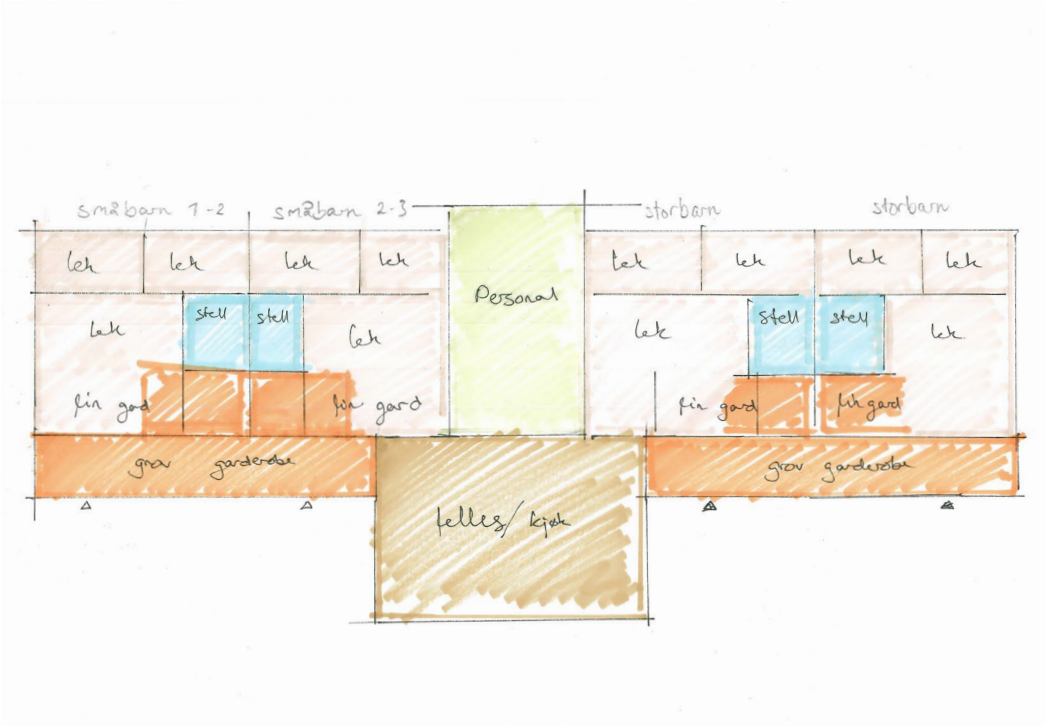 småbarn 1-2 småbarn 2-3 storbarn storbarn
lek lek lek lek lek lek lek lek
Personal
stell stell stell stell
lek lek lek lek
fin gad fin gard fin gard fin gard
grov garderobe grov garderobe
felles/kjøk